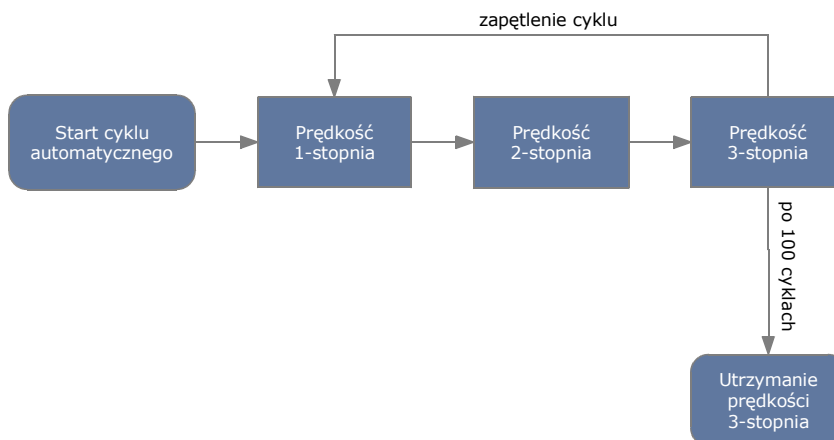 zapętlenie cyklu
Start cyklu
automatycznego
Prędkość
1-stopnia
Prędkość
2-stopnia
Prędkość
3-stopnia
po 100 cyklach
Utrzymanie
prędkości
3-stopnia